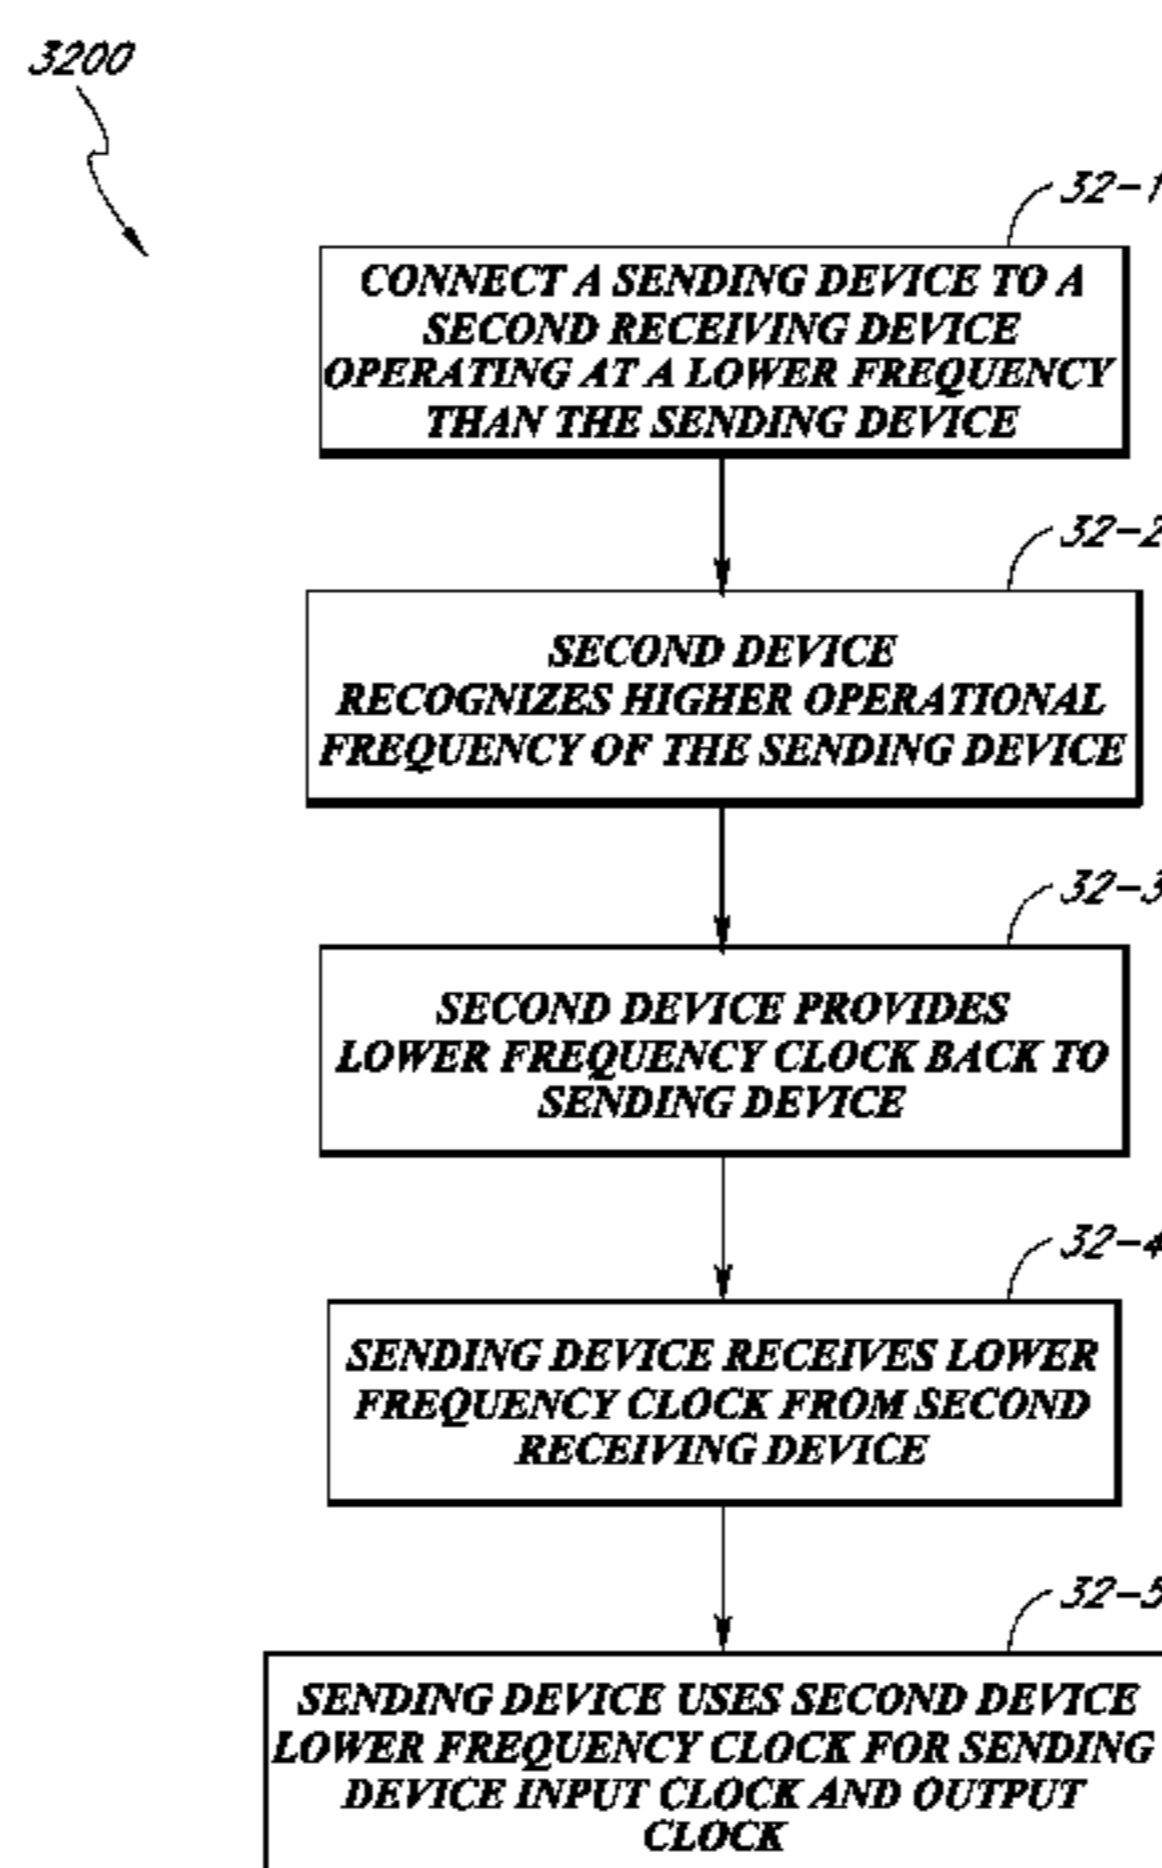 3200
32-1
CONNECT A SENDING DEVICE TO A
SECOND RECEIVING DEVICE
OPERATING AT A LOWER FREQUENCY
THAN THE SENDING DEVICE
32-2
SECOND DEVICE
RECOGNIZES HIGHER OPERATIONAL
FREQUENCY OF THE SENDING DEVICE
32-3
SECOND DEVICE PROVIDES
LOWER FREQUENCY CLOCK BACK TO
SENDING DEVICE
32-4
SENDING DEVICE RECEIVES LOWER
FREQUENCY CLOCK FROM SECOND
RECEIVING DEVICE
32-5
SENDING DEVICE USES SECOND DEVICE
LOWER FREQUENCY CLOCK FOR SENDING
DEVICE INPUT CLOCK AND OUTPUT
CLOCK